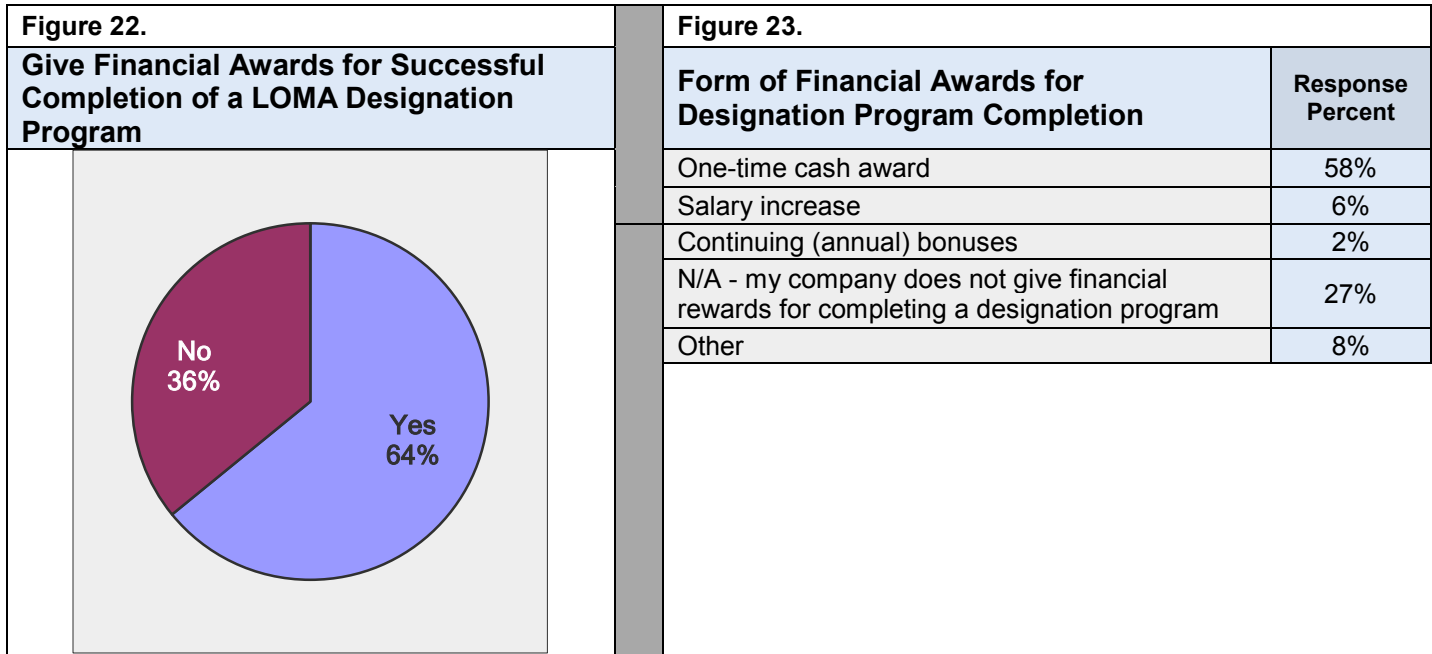 Figure 22.
Give Financial Awards for Successful
Completion of a LOMA Designation
Program
No
36%
Yes
64%
Figure 23.
Form of Financial Awards for
Designation Program Completion
Response
Percent
One-time cash award 58%
Salary increase 6%
Continuing (annual) bonuses 2%
N/A - my company does not give financial
rewards for completing a designation program 27%
Other 8%